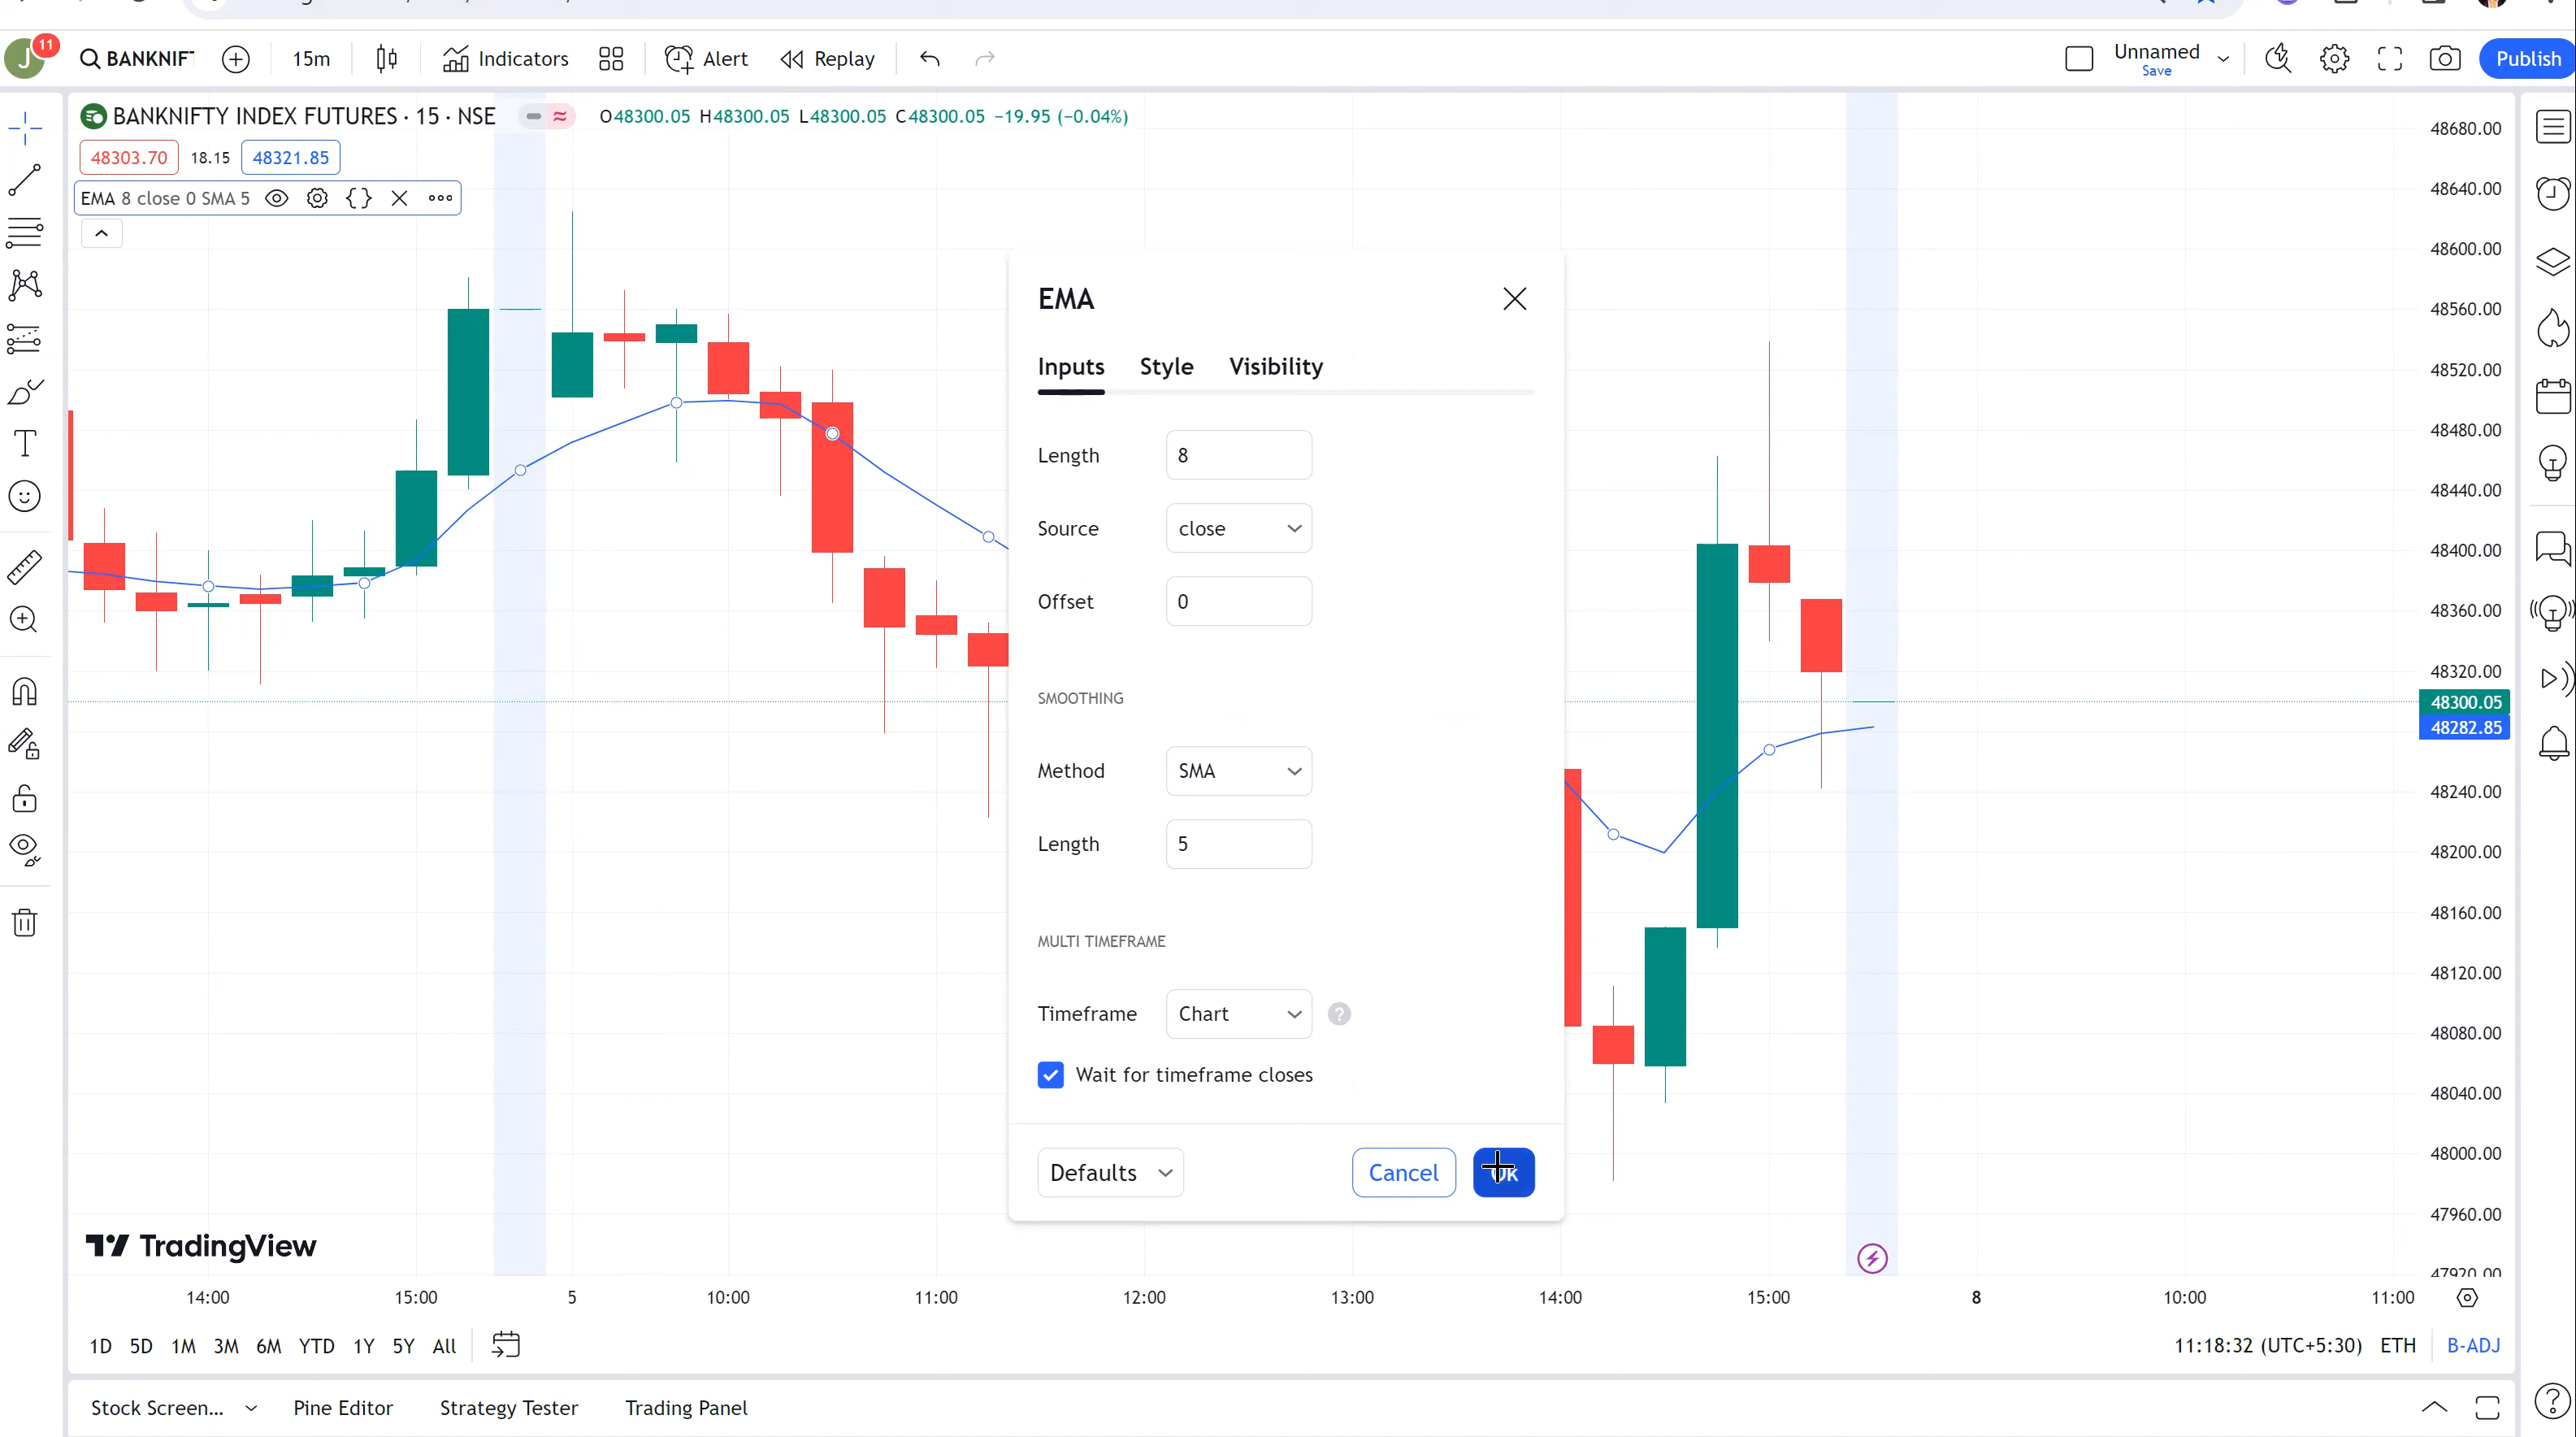 J 11 BANKNIFT 15m Indicators Alert Replay Unnamed Save Publish
BANKNIFTY INDEX FUTURES · 15 · NSE O48300.05 H48300.05 L48300.05 C48300.05 −19.95 (−0.04%)
48303.70 18.15 48321.85
EMA 8 close 0 SMA 5
EMA
Inputs Style Visibility
Length 8
Source close
Offset 0
SMOOTHING
Method SMA
Length 5
MULTI TIMEFRAME
Timeframe Chart ?
Wait for timeframe closes
Defaults Cancel Ok
48680.00
48640.00
48600.00
48560.00
48520.00
48480.00
48440.00
48400.00
48360.00
48320.00
48300.05
48282.85
48240.00
48200.00
48160.00
48120.00
48080.00
48040.00
48000.00
47960.00
47920.00
TradingView
14:00 15:00 5 10:00 11:00 12:00 13:00 14:00 15:00 8 10:00 11:00
1D 5D 1M 3M 6M YTD 1Y 5Y All 11:18:32 (UTC+5:30) ETH B-ADJ
Stock Screen... Pine Editor Strategy Tester Trading Panel